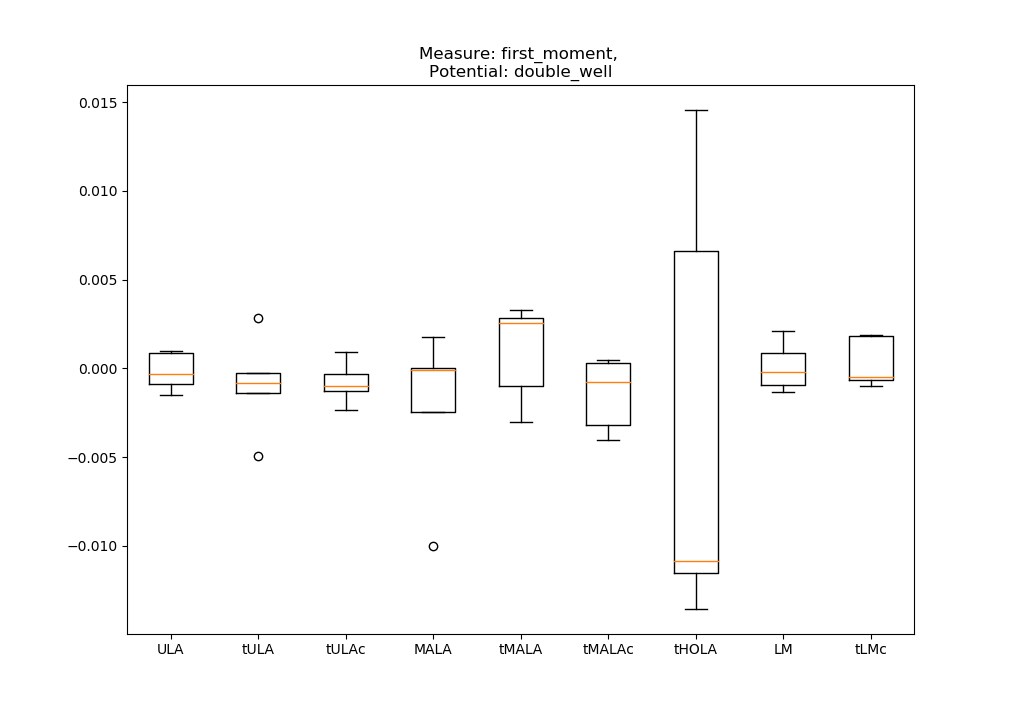 Measure: first_moment,
Potential: double_well
0.015
0.010
0.005
0.000
−0.005
−0.010
ULA tULA tULAc MALA tMALA tMALAc tHOLA LM tLMc